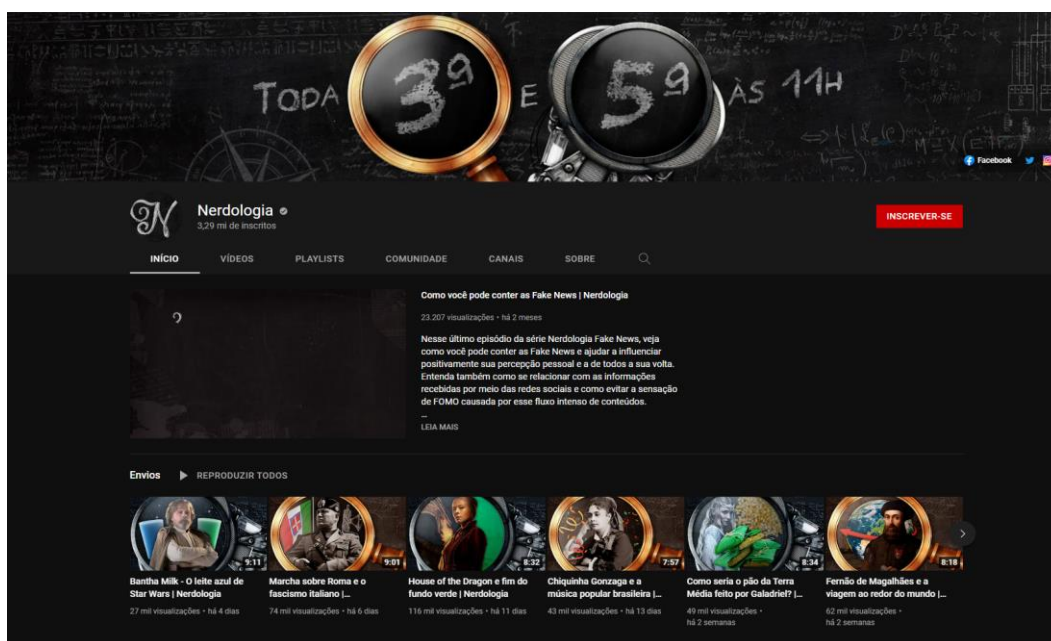 TODA 3ª E 5ª ÀS 11H
Facebook
N
Nerdologia
3,29 mi de inscritos
INSCREVER-SE
INÍCIO
VÍDEOS
PLAYLISTS
COMUNIDADE
CANAIS
SOBRE
Como você pode conter as Fake News | Nerdologia
23.207 visualizações • há 2 meses
Nesse último episódio da série Nerdologia Fake News, veja
como você pode conter as Fake News e ajudar a influenciar
positivamente sua percepção pessoal e a de todos a sua volta.
Entenda também como se relacionar com as informações
recebidas por meio das redes sociais e como evitar a sensação
de FOMO causada por esse fluxo intenso de conteúdos.
...
LEIA MAIS
Envios
REPRODUZIR TODOS
9:11
Bantha Milk - O leite azul de
Star Wars | Nerdologia
27 mil visualizações • há 4 dias
9:01
Marcha sobre Roma e o
fascismo italiano |...
74 mil visualizações • há 6 dias
8:32
House of the Dragon e fim do
fundo verde | Nerdologia
116 mil visualizações • há 11 dias
7:57
Chiquinha Gonzaga e a
música popular brasileira |...
43 mil visualizações • há 13 dias
8:34
Como seria o pão da Terra
Média feito por Galadriel? |...
49 mil visualizações •
há 2 semanas
8:18
Fernão de Magalhães e a
viagem ao redor do mundo |...
62 mil visualizações •
há 2 semanas